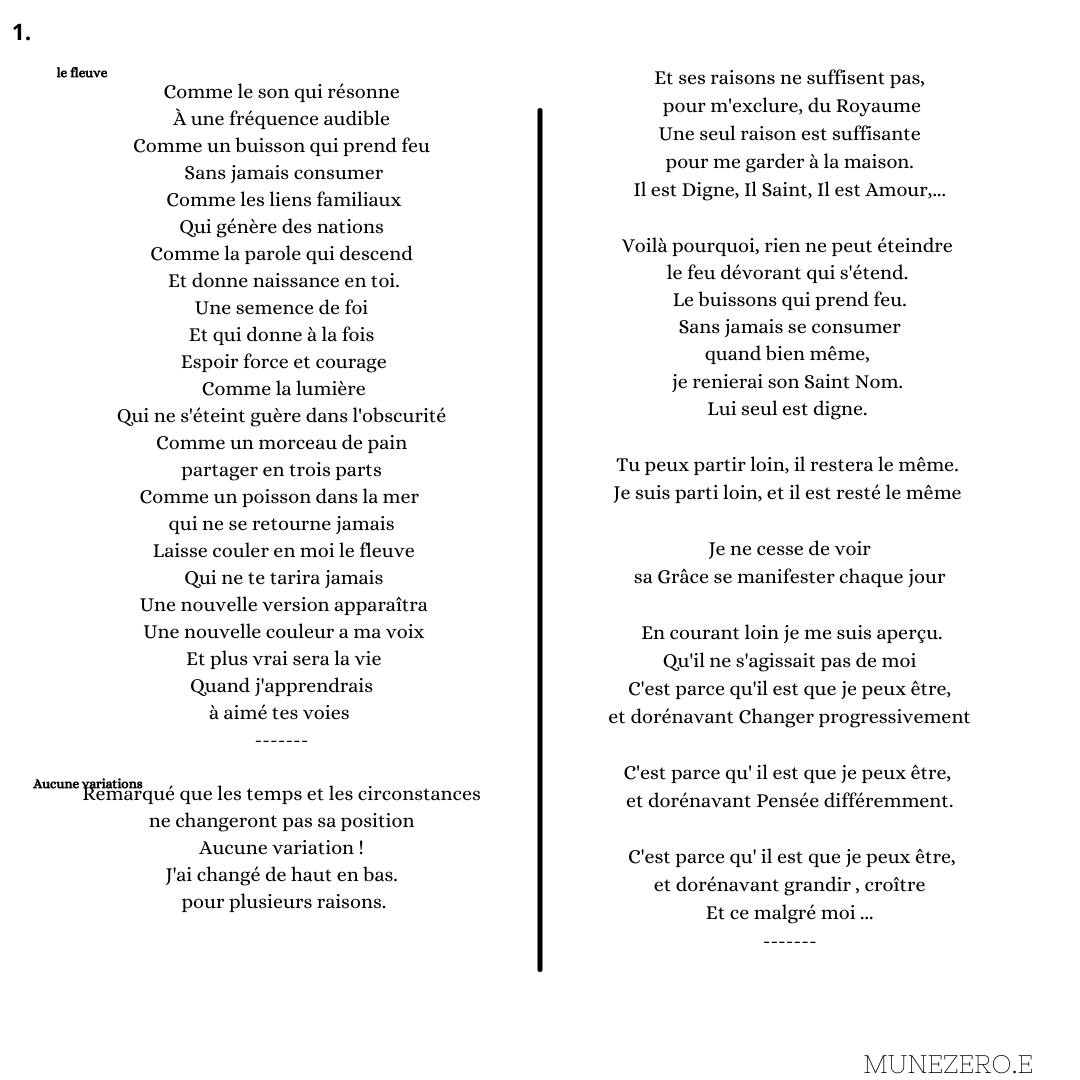 1.
le fleuve
Comme le son qui résonne
À une fréquence audible
Comme un buisson qui prend feu
Sans jamais consumer
Comme les liens familiaux
Qui génère des nations
Comme la parole qui descend
Et donne naissance en toi.
Une semence de foi
Et qui donne à la fois
Espoir force et courage
Comme la lumière
Qui ne s'éteint guère dans l'obscurité
Comme un morceau de pain
partager en trois parts
Comme un poisson dans la mer
qui ne se retourne jamais
Laisse couler en moi le fleuve
Qui ne te tarira jamais
Une nouvelle version apparaîtra
Une nouvelle couleur a ma voix
Et plus vrai sera la vie
Quand j'apprendrais
à aimé tes voies
-------
Aucune variations
Remarqué que les temps et les circonstances
ne changeront pas sa position
Aucune variation !
J'ai changé de haut en bas.
pour plusieurs raisons.
Et ses raisons ne suffisent pas,
pour m'exclure, du Royaume
Une seul raison est suffisante
pour me garder à la maison.
Il est Digne, Il Saint, Il est Amour,...
Voilà pourquoi, rien ne peut éteindre
le feu dévorant qui s'étend.
Le buissons qui prend feu.
Sans jamais se consumer
quand bien même,
je renierai son Saint Nom.
Lui seul est digne.
Tu peux partir loin, il restera le même.
Je suis parti loin, et il est resté le même
Je ne cesse de voir
sa Grâce se manifester chaque jour
En courant loin je me suis aperçu.
Qu'il ne s'agissait pas de moi
C'est parce qu'il est que je peux être,
et dorénavant Changer progressivement
C'est parce qu' il est que je peux être,
et dorénavant Pensée différemment.
C'est parce qu' il est que je peux être,
et dorénavant grandir , croître
Et ce malgré moi ...
-------
MUNEZERO.E